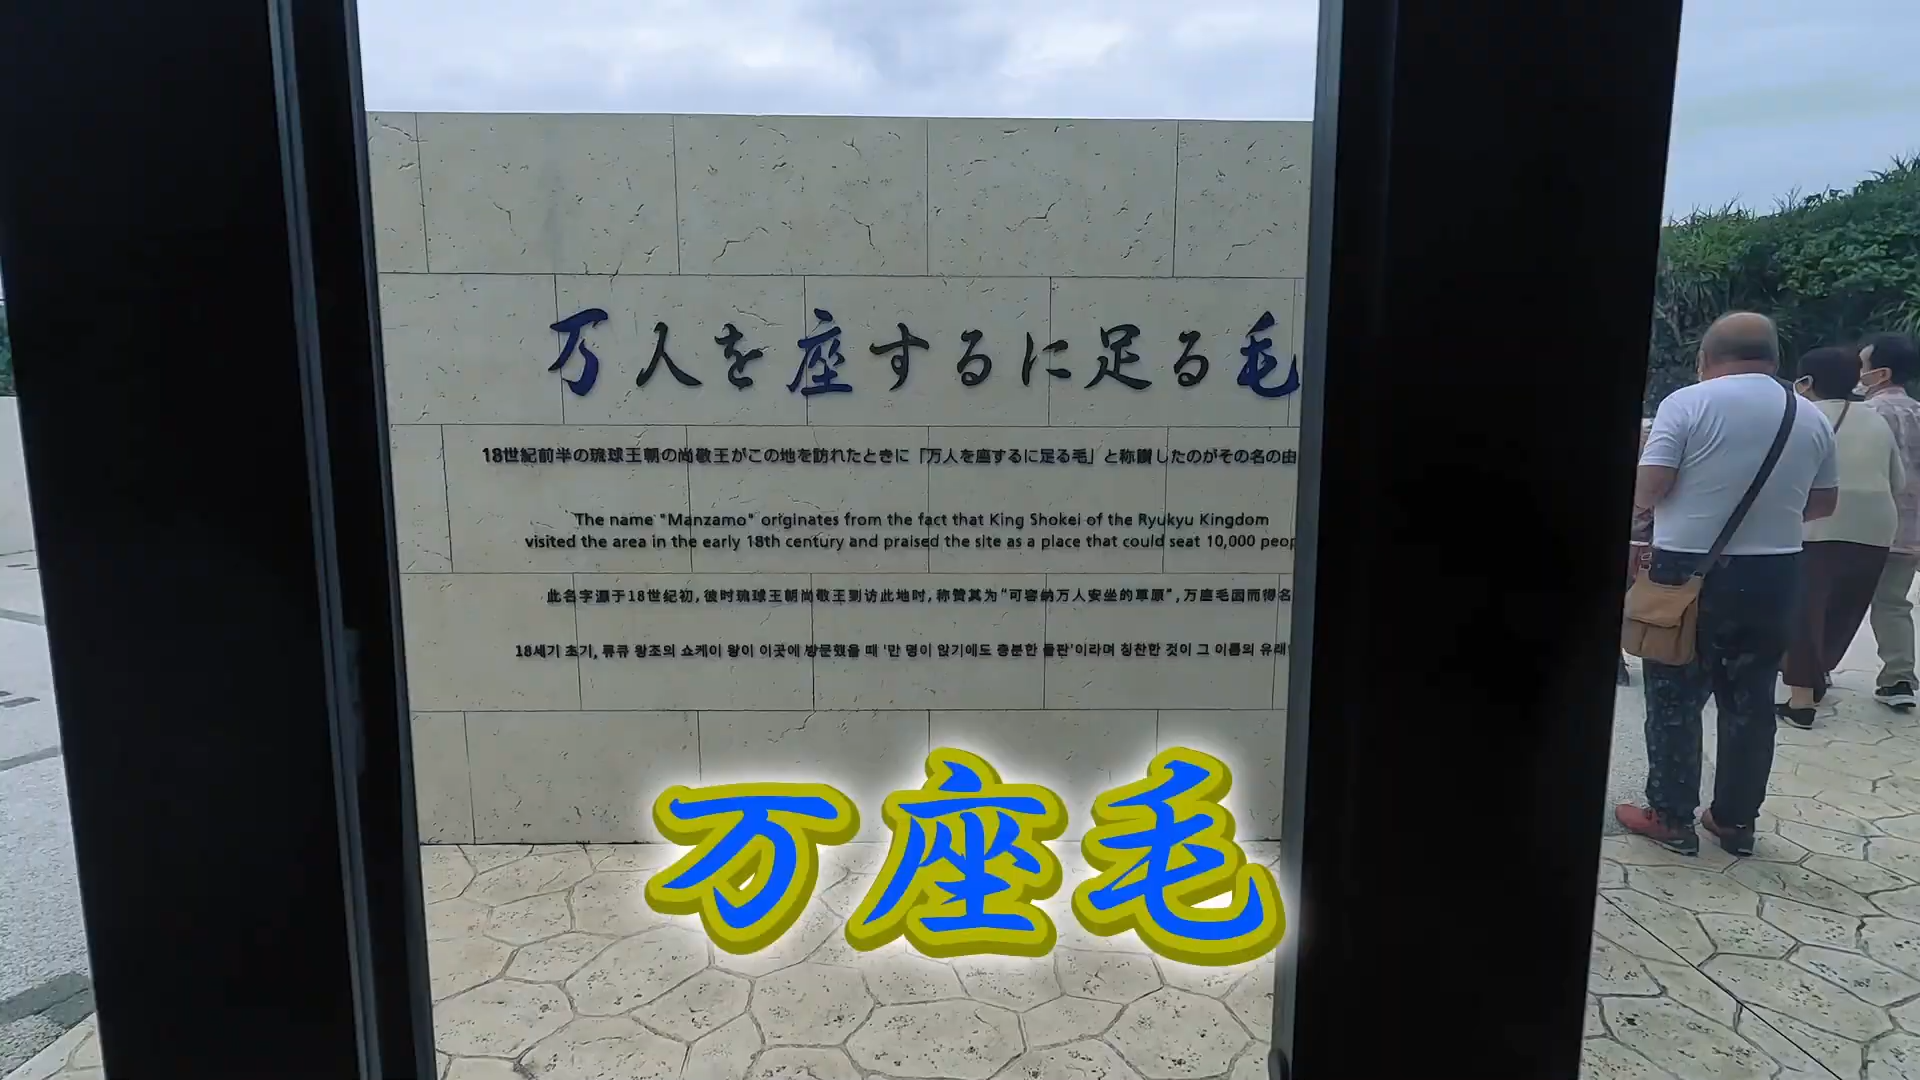 万人を座するに足る毛
18世紀前半の琉球王朝の尚敬王がこの地を訪れたときに「万人を座するに足る毛」と称讃したのがその名の由
The name "Manzamo" originates from the fact that King Shokei of the Ryukyu Kingdom
visited the area in the early 18th century and praised the site as a place that could seat 10,000
此名字源于18世纪初，彼时琉球王朝尚敬王到访此地时，称赞其为“可容纳万人安坐的草原”，万座毛因而得名
18세기 초기, 류큐 왕조의 쇼케이 왕이 이곳에 방문했을 때 '만 명이 앉기에도 충분한 들판'이라며 칭찬한 것이 그 이름의 유래
万座毛